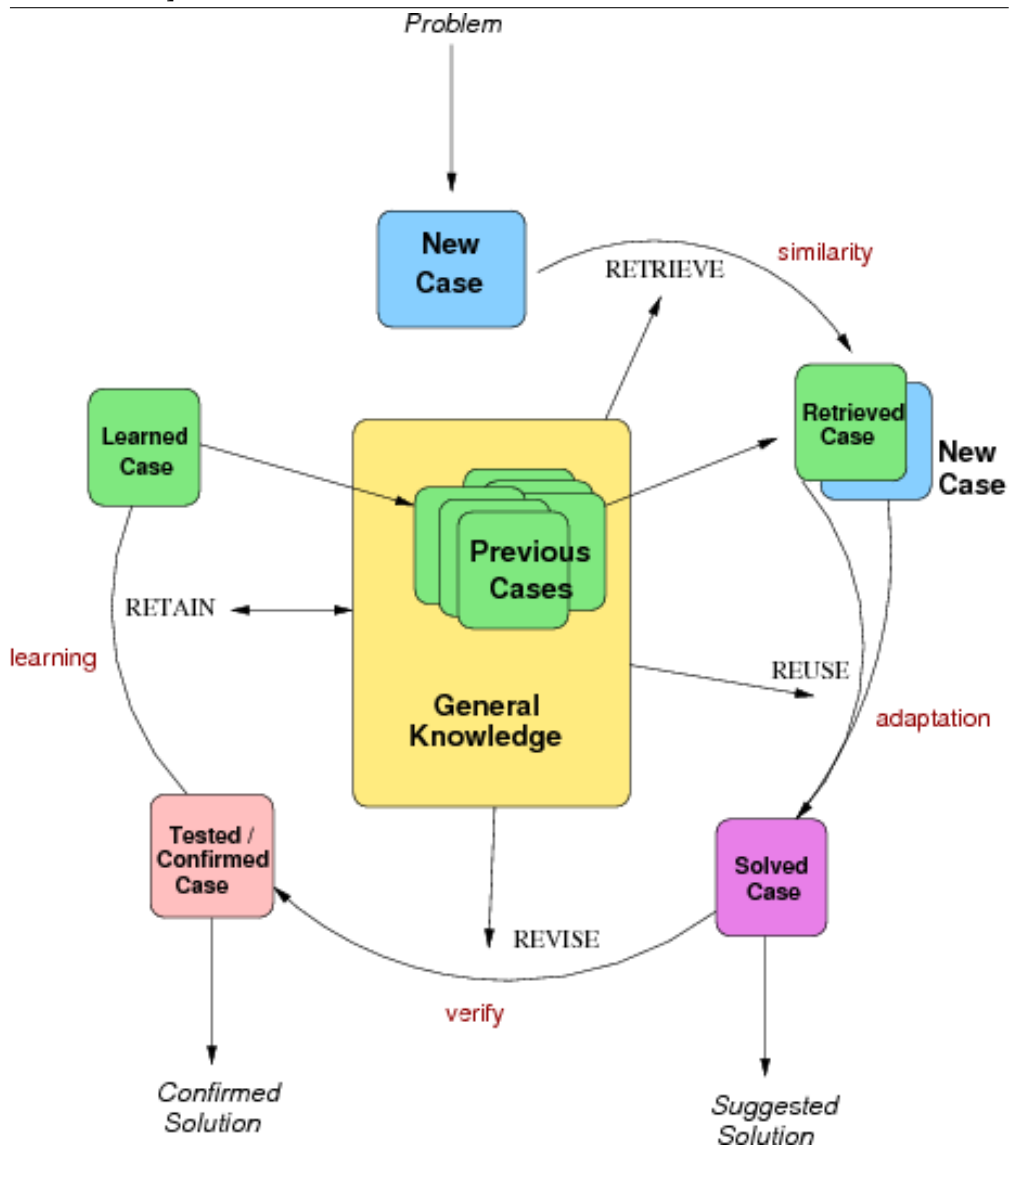 Problem
New
Case
RETRIEVE
similarity
Retrieved
Case
New
Case
Learned
Case
Previous
Cases
RETAIN
learning
REUSE
General
Knowledge
adaptation
Tested /
Confirmed
Case
Solved
Case
REVISE
verify
Confirmed
Solution
Suggested
Solution